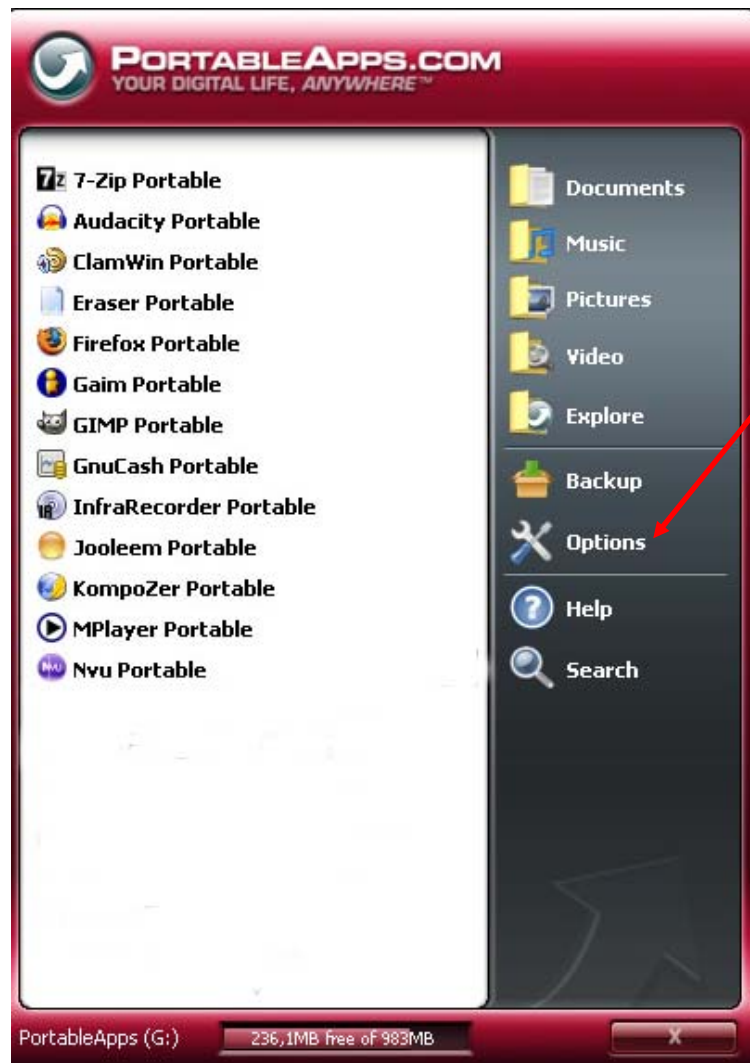 PORTABLEAPPS.COM
YOUR DIGITAL LIFE, ANYWHERE™
7-Zip Portable
Audacity Portable
ClamWin Portable
Eraser Portable
Firefox Portable
Gaim Portable
GIMP Portable
GnuCash Portable
InfraRecorder Portable
Jooleem Portable
KompoZer Portable
MPlayer Portable
Nvu Portable
Documents
Music
Pictures
Video
Explore
Backup
Options
Help
Search
PortableApps (G:)
236,1MB free of 983MB
X